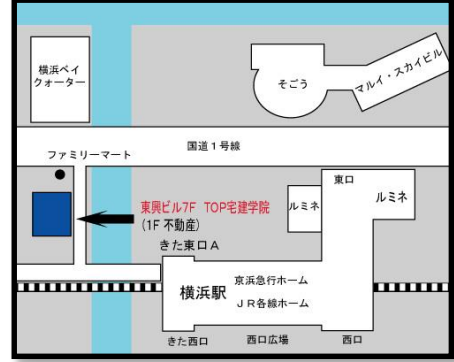 横浜ベイ
クォーター
そごう
マルイ・スカイビル
国道1号線
ファミリーマート
東口
ルミネ
ルミネ
東興ビル7F TOP宅建学院
(1F 不動産)
きた東口A
横浜駅
京浜急行ホーム
JR各線ホーム
きた西口
西口広場
西口